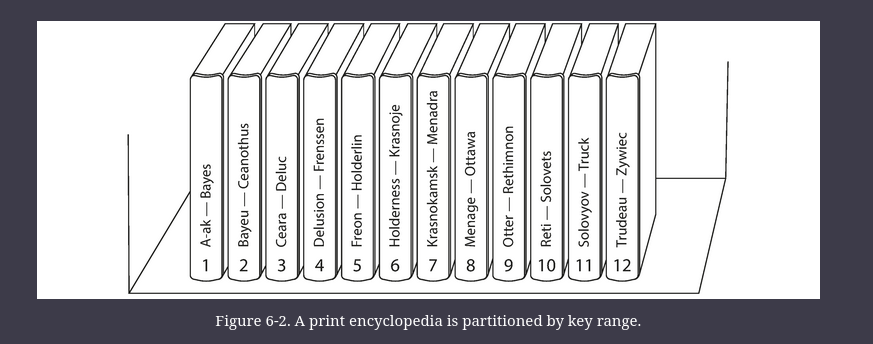 A-ak — Bayes
1
Bayeu — Ceanothus
2
Ceara — Deluc
3
Delusion — Frenssen
4
Freon — Holderlin
5
Holderness — Krasnoje
6
Krasnokamsk — Menadra
7
Menage — Ottawa
8
Otter — Rethimnon
9
Reti — Solovets
10
Solovyov — Truck
11
Trudeau — Zywiec
12
Figure 6-2. A print encyclopedia is partitioned by key range.